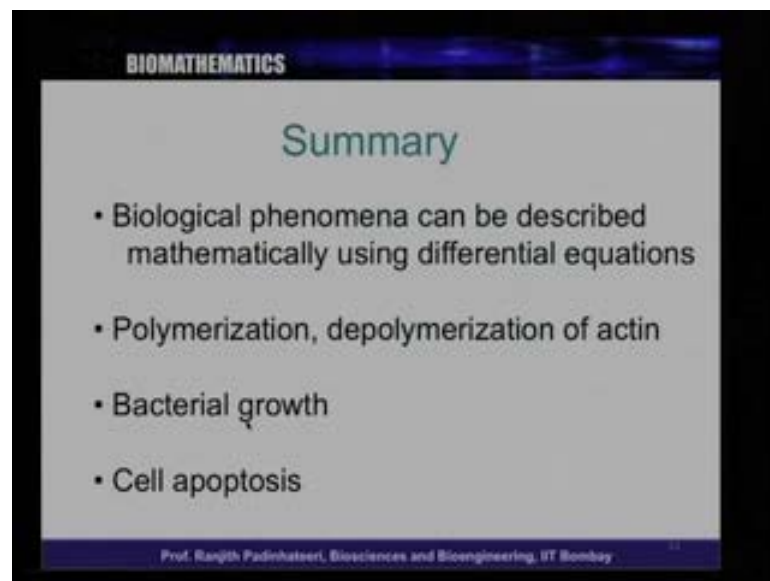 BIOMATHEMATICS
Summary
• Biological phenomena can be described
mathematically using differential equations
• Polymerization, depolymerization of actin
• Bacterial growth
• Cell apoptosis
Prof. Ranjith Padinhateeri, Biosciences and Bioengineering, IIT Bombay